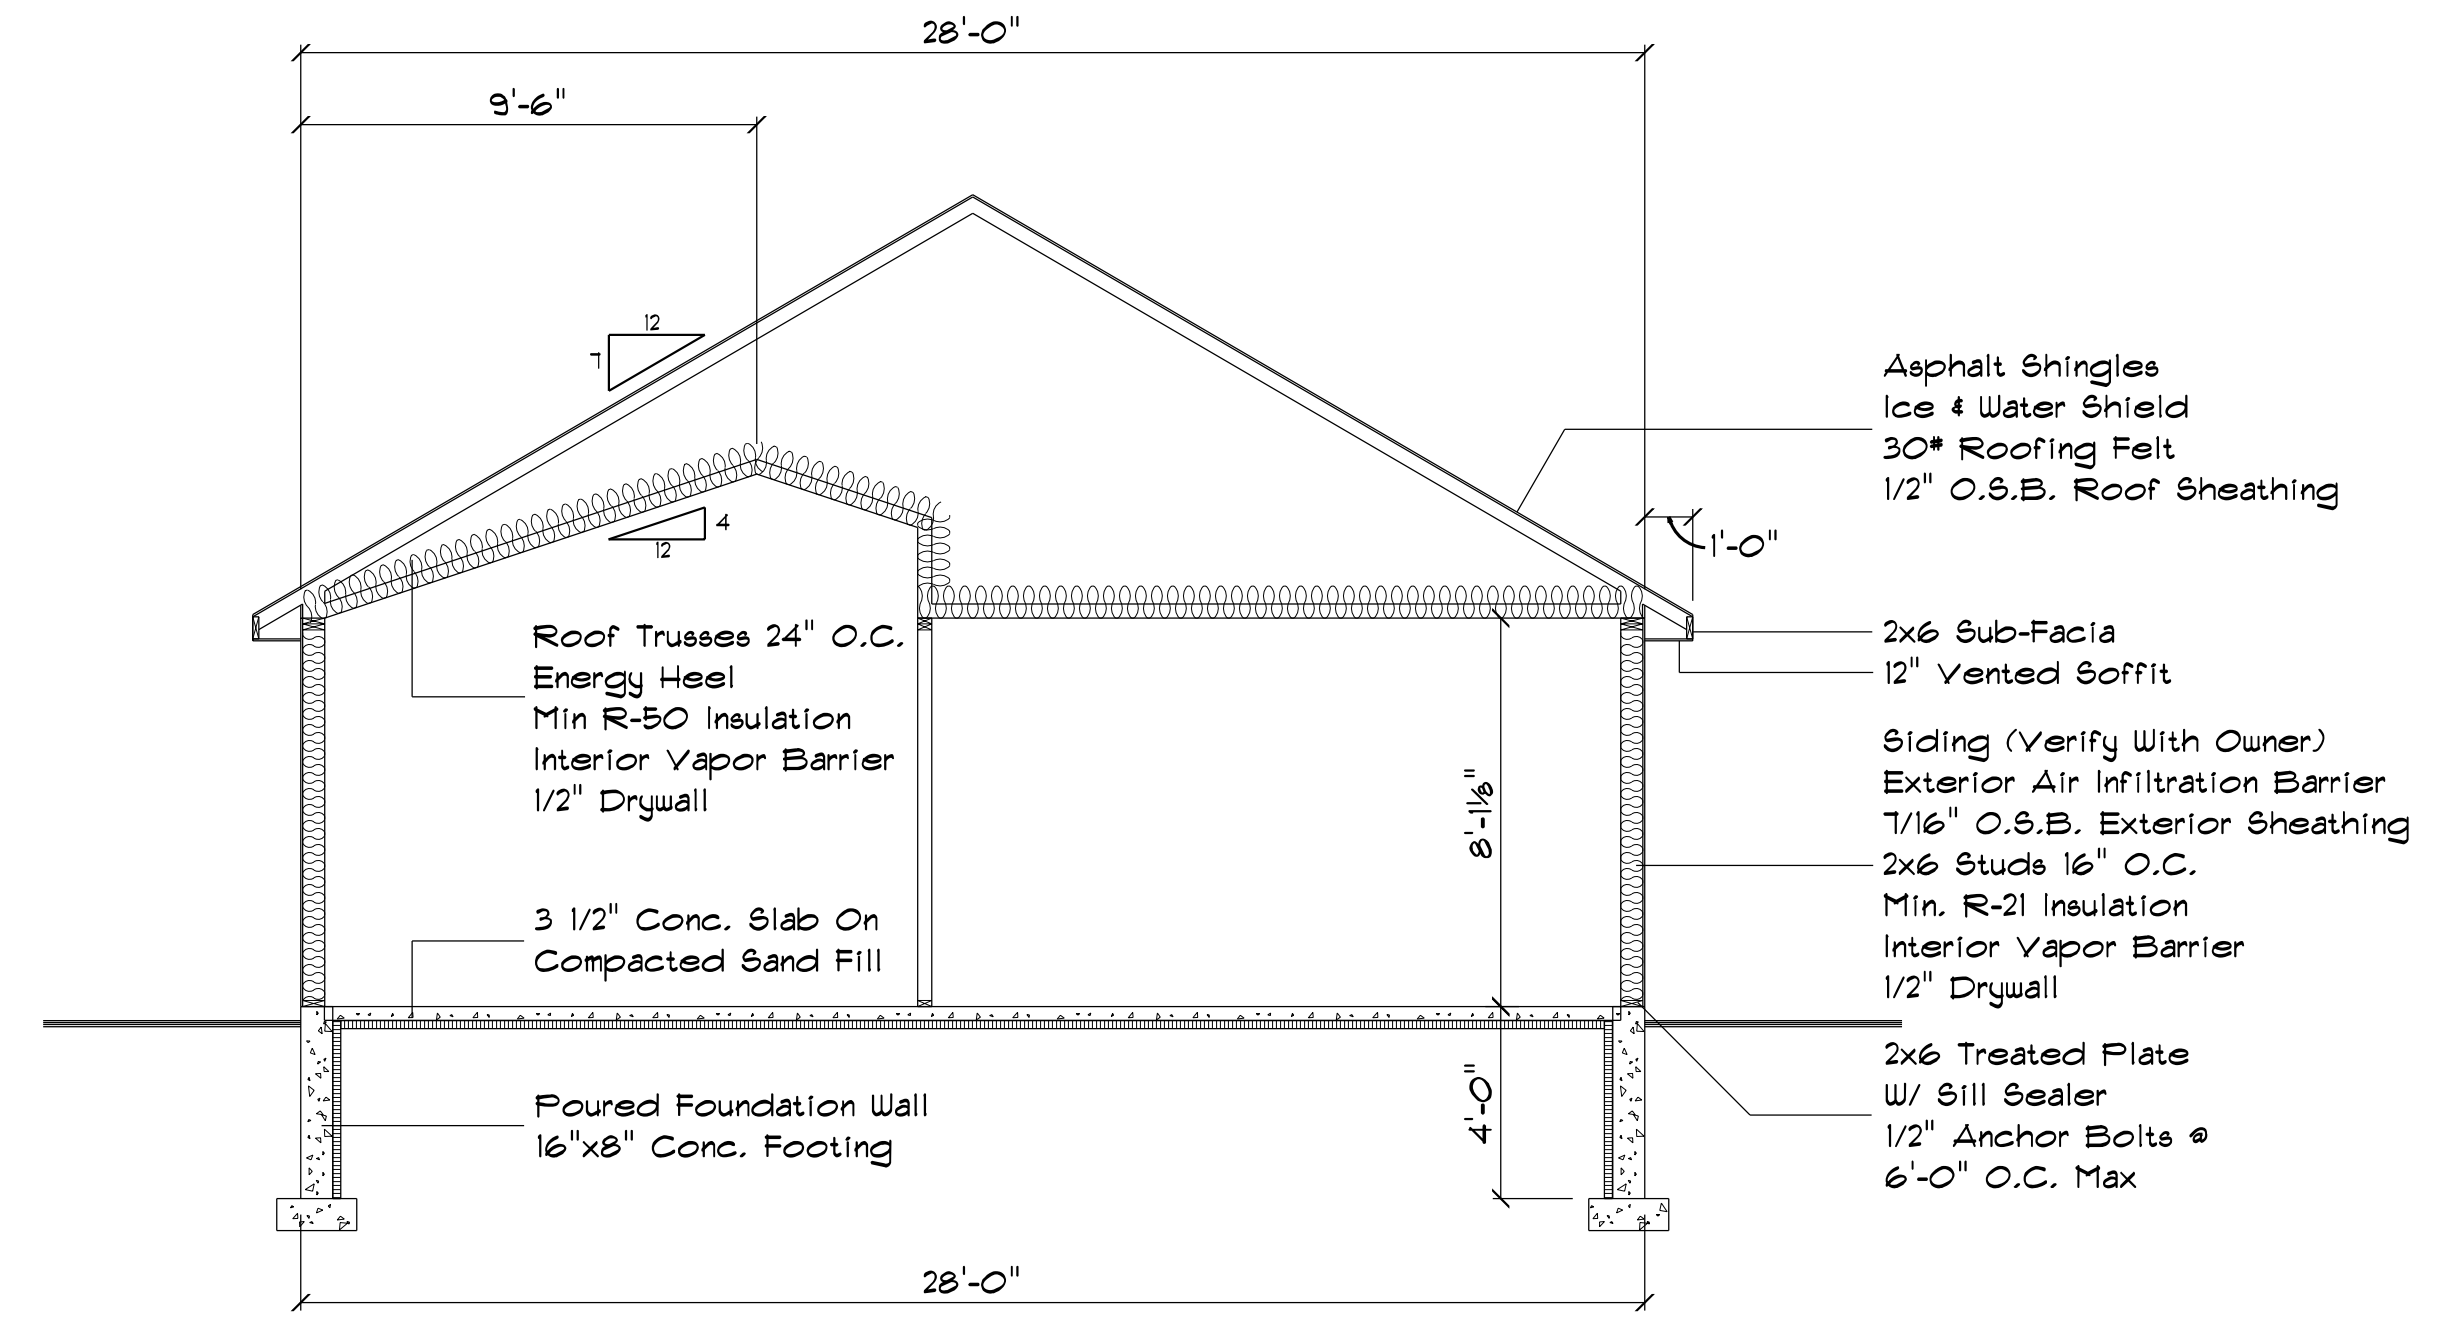 28'-0"
9'-6"
12
7
4
12
Asphalt Shingles
Ice & Water Shield
30# Roofing Felt
1/2" O.S.B. Roof Sheathing
1'-0"
2x6 Sub-Facia
12" Vented Soffit
Roof Trusses 24" O.C.
Energy Heel
Min R-50 Insulation
Interior Vapor Barrier
1/2" Drywall
8'-1⅛"
Siding (Verify With Owner)
Exterior Air Infiltration Barrier
7/16" O.S.B. Exterior Sheathing
2x6 Studs 16" O.C.
Min. R-21 Insulation
Interior Vapor Barrier
1/2" Drywall
3 1/2" Conc. Slab On
Compacted Sand Fill
Poured Foundation Wall
16"x8" Conc. Footing
4'-0"
2x6 Treated Plate
W/ Sill Sealer
1/2" Anchor Bolts @
6'-0" O.C. Max
28'-0"